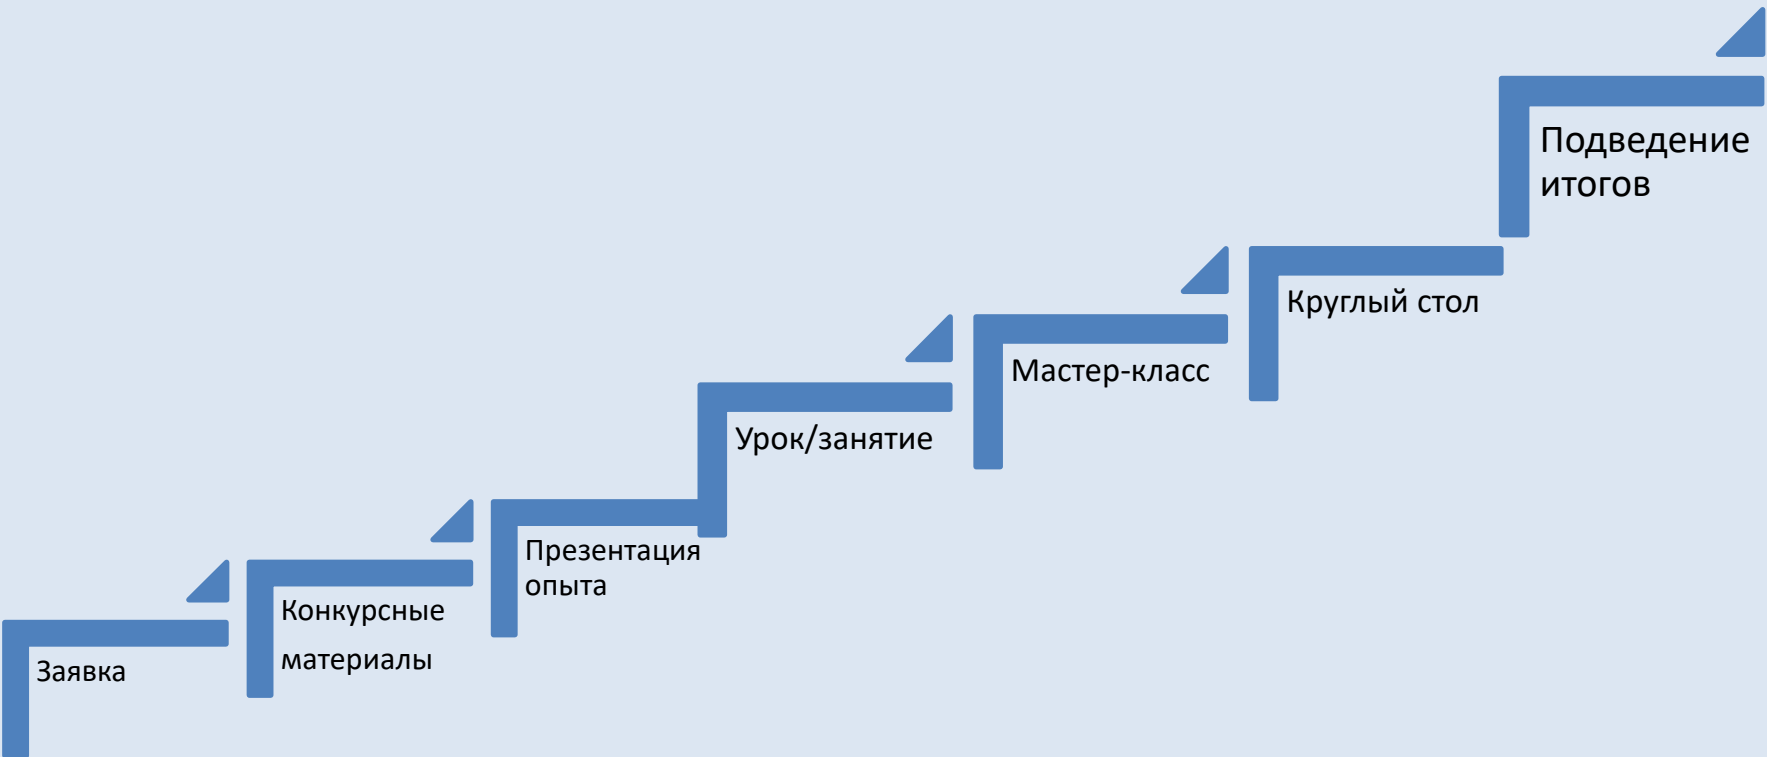 Заявка
Конкурсные
материалы
Презентация
опыта
Урок/занятие
Мастер-класс
Круглый стол
Подведение
итогов